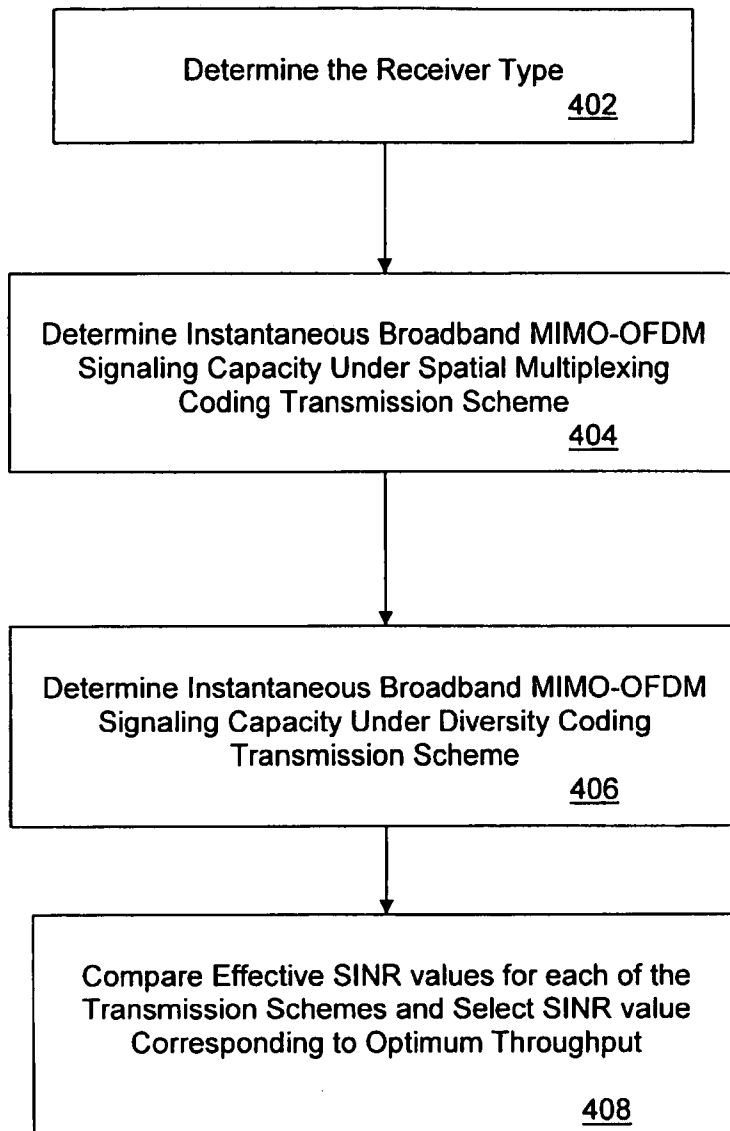 Determine the Receiver Type
402
Determine Instantaneous Broadband MIMO-OFDM
Signaling Capacity Under Spatial Multiplexing
Coding Transmission Scheme
404
Determine Instantaneous Broadband MIMO-OFDM
Signaling Capacity Under Diversity Coding
Transmission Scheme
406
Compare Effective SINR values for each of the
Transmission Schemes and Select SINR value
Corresponding to Optimum Throughput
408